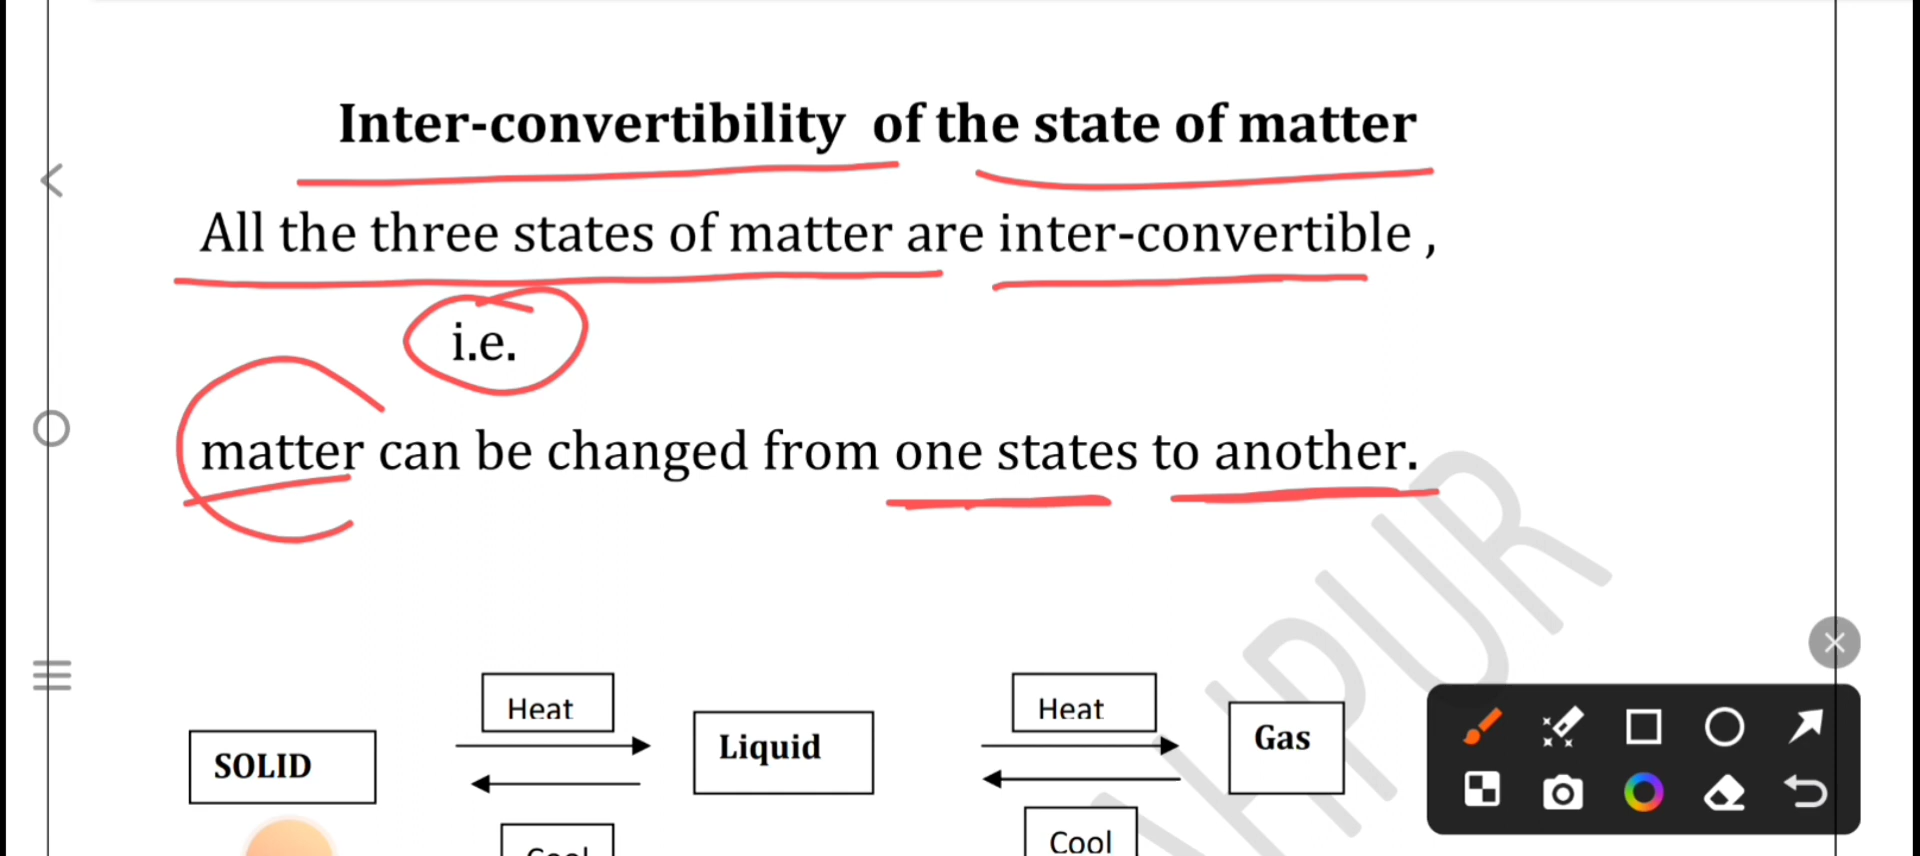 Inter-convertibility of the state of matter
All the three states of matter are inter-convertible ,
i.e.
matter can be changed from one states to another.
Heat
Heat
SOLID
Liquid
Gas
Cool
Cool